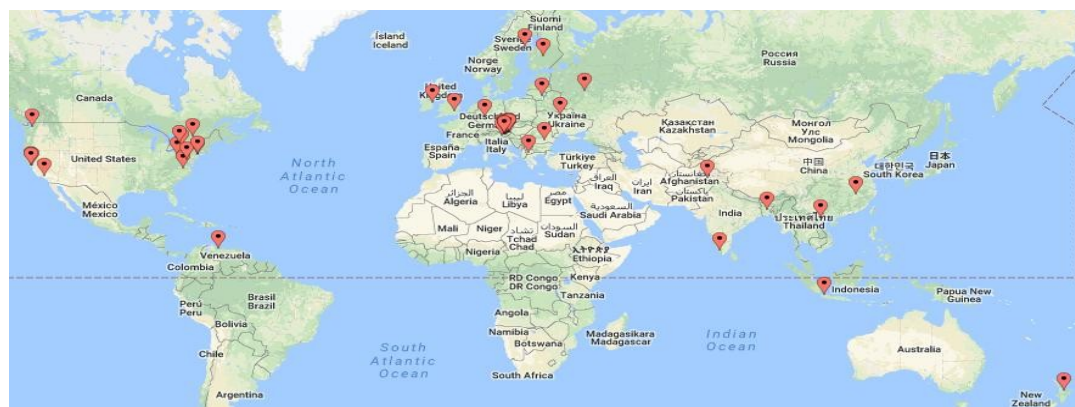 Suomi
Finland
Ísland
Iceland
Sverige
Sweden
Norge
Norway
Россия
Russia
Canada
United
Kingdom
Deutschland
Germany
Україна
Ukraine
Казахстан
Kazakhstan
Монгол
Улс
Mongolia
France
Italia
Italy
España
Spain
Türkiye
Turkey
United States
North
Atlantic
Ocean
中国
China
대한민국
South Korea
日本
Japan
العراق
Iraq
ایران
Iran
افغانستان
Afghanistan
پاکستان
Pakistan
México
Mexico
الجزائر
Algeria
ليبيا
Libya
مصر
Egypt
السعودية
Saudi Arabia
India
ประเทศไทย
Thailand
Mali
Niger
تشاد
Tchad
Chad
السودان
Sudan
Nigeria
ኢትዮጵያ
Ethiopia
Venezuela
Colombia
RD Congo
DR Congo
Kenya
Tanzania
Indonesia
Papua New
Guinea
Brasil
Brazil
Perú
Peru
Angola
Bolivia
Namibia
Botswana
Madagasikara
Madagascar
Indian
Ocean
Chile
South
Atlantic
Ocean
Australia
South Africa
Argentina
New
Zealand